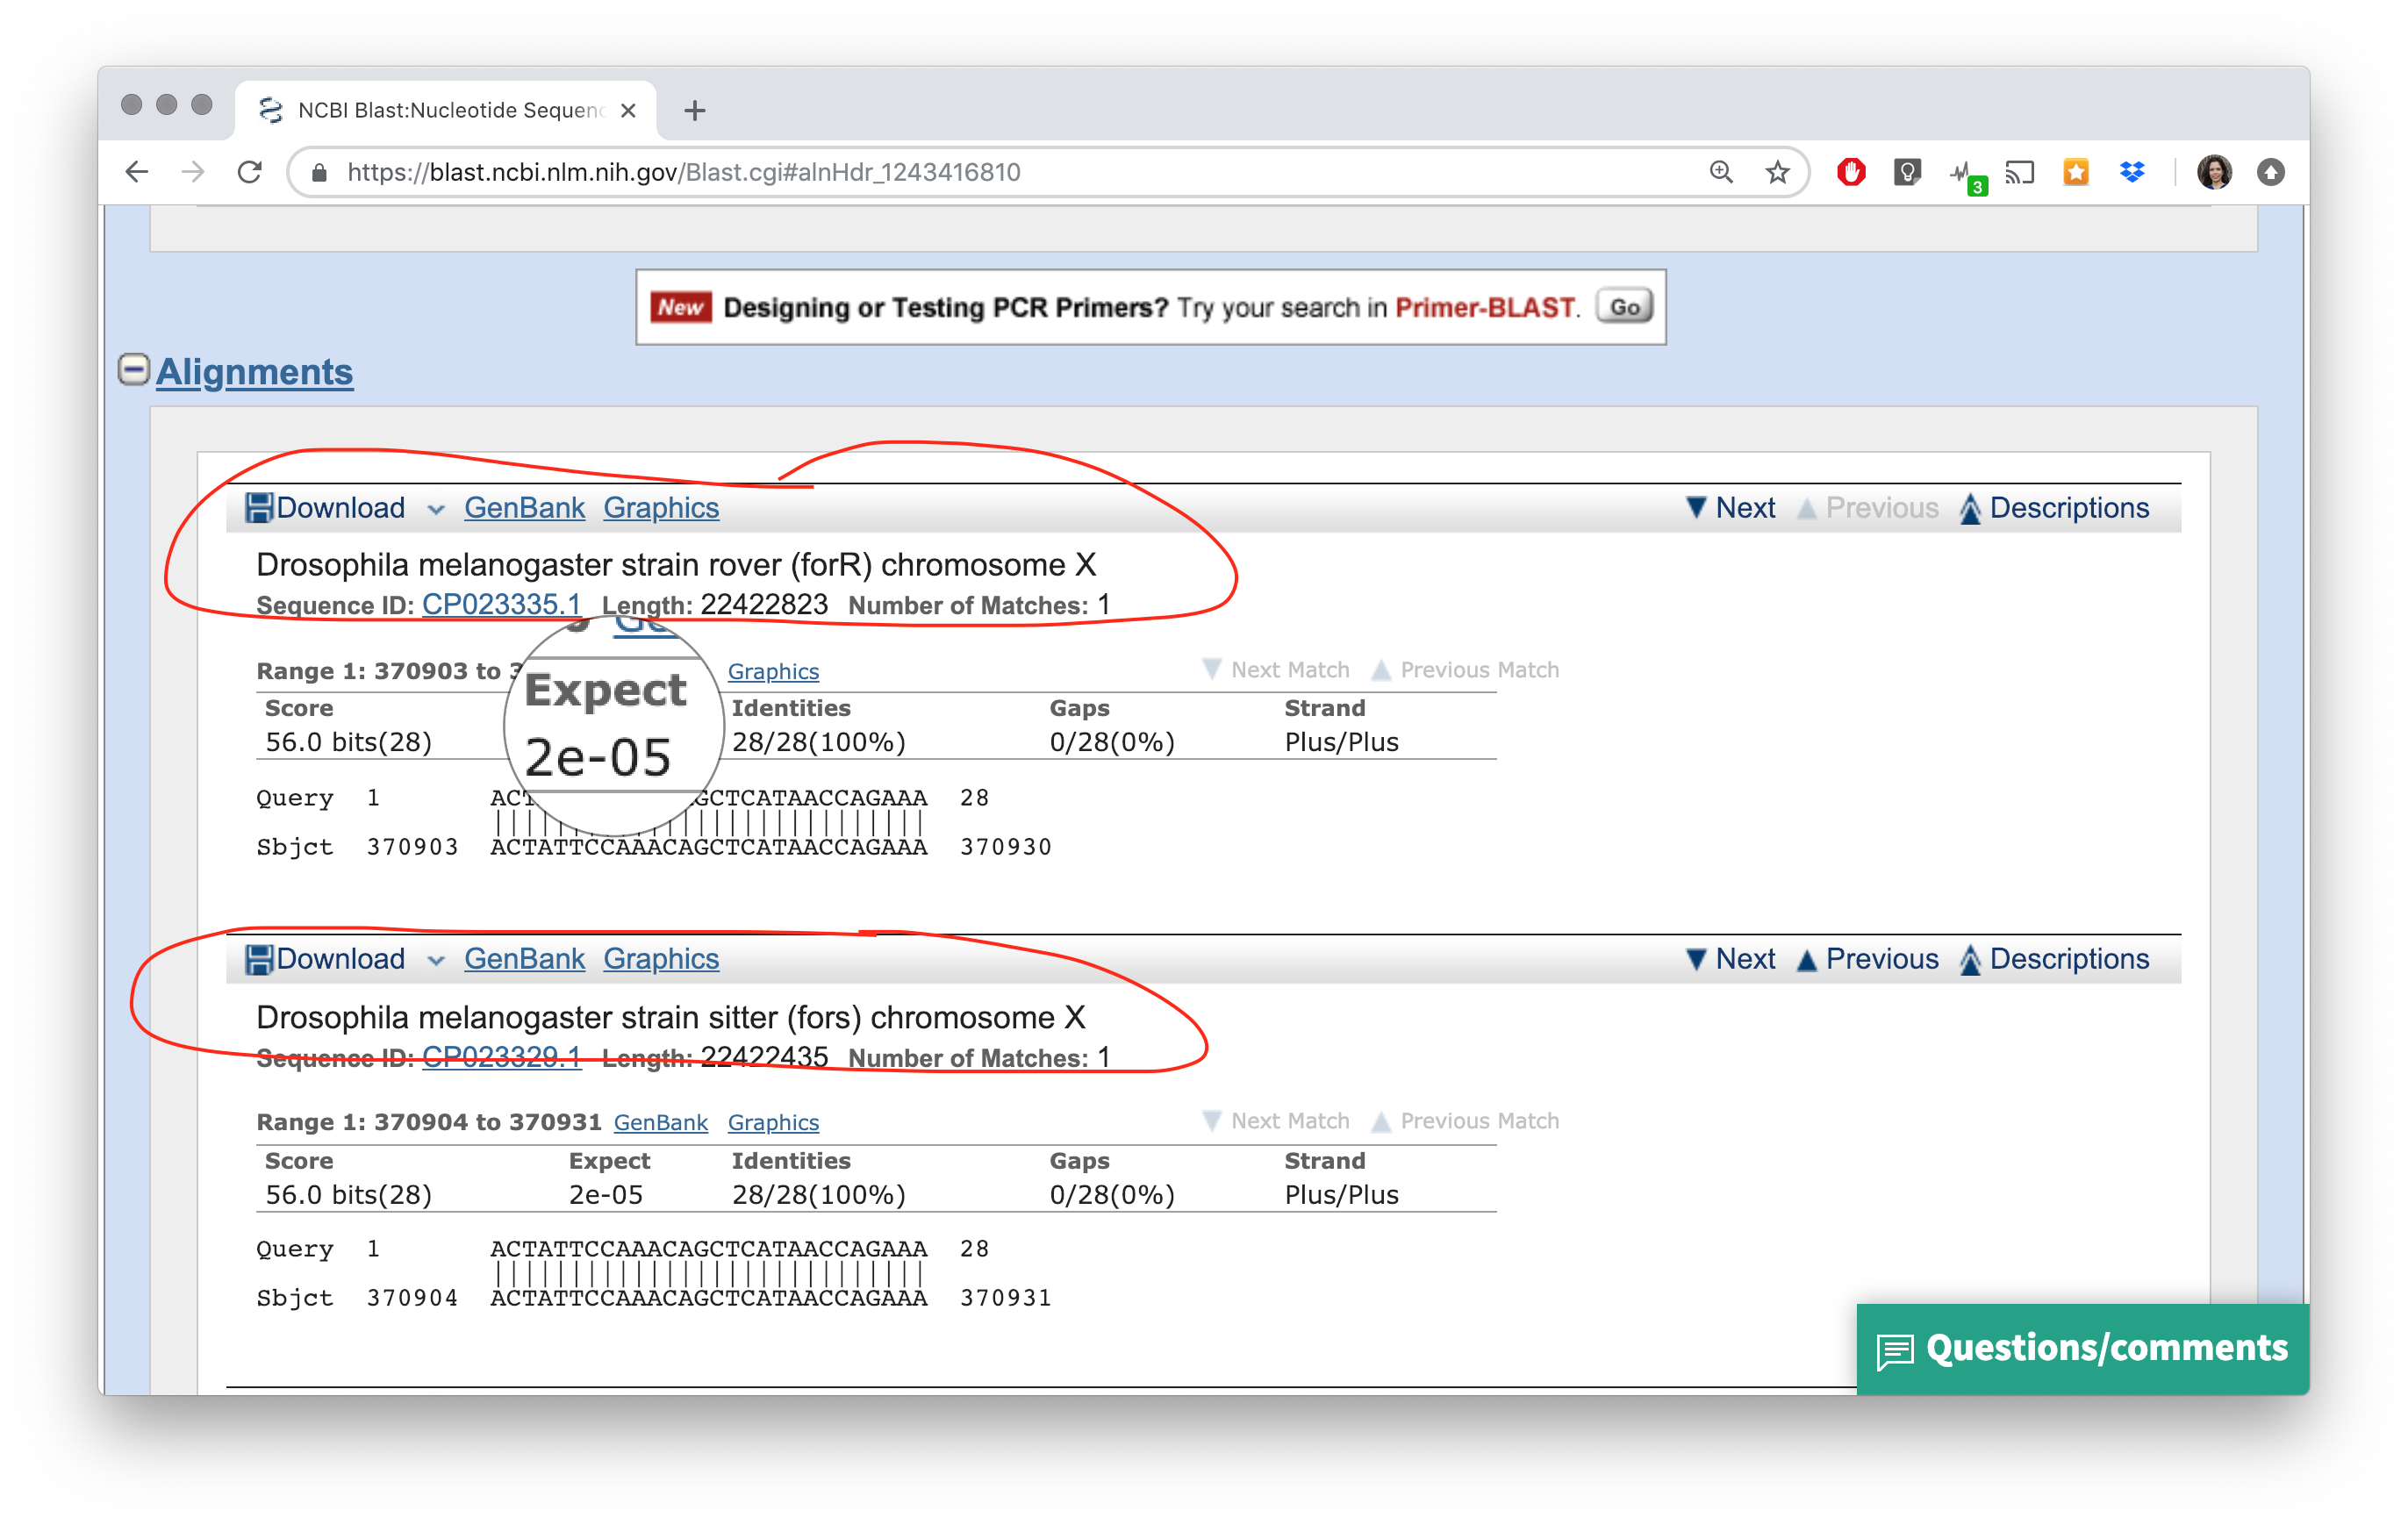 NCBI Blast:Nucleotide Sequenc
https://blast.ncbi.nlm.nih.gov/Blast.cgi#alnHdr_1243416810
3
New Designing or Testing PCR Primers? Try your search in Primer-BLAST. Go
Alignments
Download GenBank Graphics Next Previous Descriptions
Drosophila melanogaster strain rover (forR) chromosome X
Sequence ID: CP023335.1 Length: 22422823 Number of Matches: 1
Range 1: 370903 to 3 Graphics Next Match Previous Match
Score Expect Identities Gaps Strand
56.0 bits(28) 2e-05 28/28(100%) 0/28(0%) Plus/Plus
Query 1 ACT AGCTCATAACCAGAAA 28
Sbjct 370903 ACTATTCCAAACAGCTCATAACCAGAAA 370930
Download GenBank Graphics Next Previous Descriptions
Drosophila melanogaster strain sitter (fors) chromosome X
Sequence ID: CP023329.1 Length: 22422435 Number of Matches: 1
Range 1: 370904 to 370931 GenBank Graphics Next Match Previous Match
Score Expect Identities Gaps Strand
56.0 bits(28) 2e-05 28/28(100%) 0/28(0%) Plus/Plus
Query 1 ACTATTCCAAACAGCTCATAACCAGAAA 28
Sbjct 370904 ACTATTCCAAACAGCTCATAACCAGAAA 370931
Questions/comments